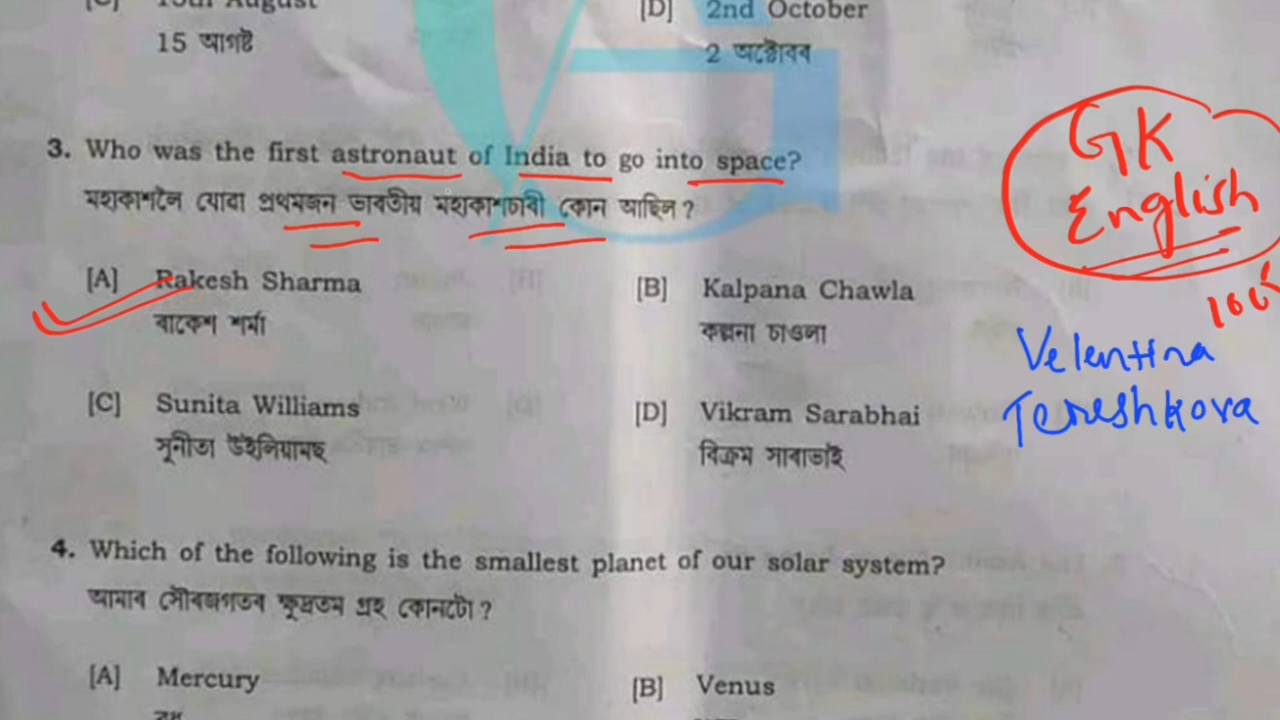 [C] 15th August
15 আগষ্ট
[D] 2nd October
2 অক্টোবৰ
3. Who was the first astronaut of India to go into space?
মহাকাশলৈ যোৱা প্ৰথমজন ভাৰতীয় মহাকাশচাৰী কোন আছিল?
[A] Rakesh Sharma
ৰাকেশ শৰ্মা
[B] Kalpana Chawla
কল্পনা চাওলা
[C] Sunita Williams
সুনীতা উইলিয়ামছ
[D] Vikram Sarabhai
বিক্ৰম সাৰাভাই
4. Which of the following is the smallest planet of our solar system?
আমাৰ সৌৰজগতৰ ক্ষুদ্ৰতম গ্ৰহ কোনটো?
[A] Mercury
[B] Venus
GK
English
Velentina
Tereshkova